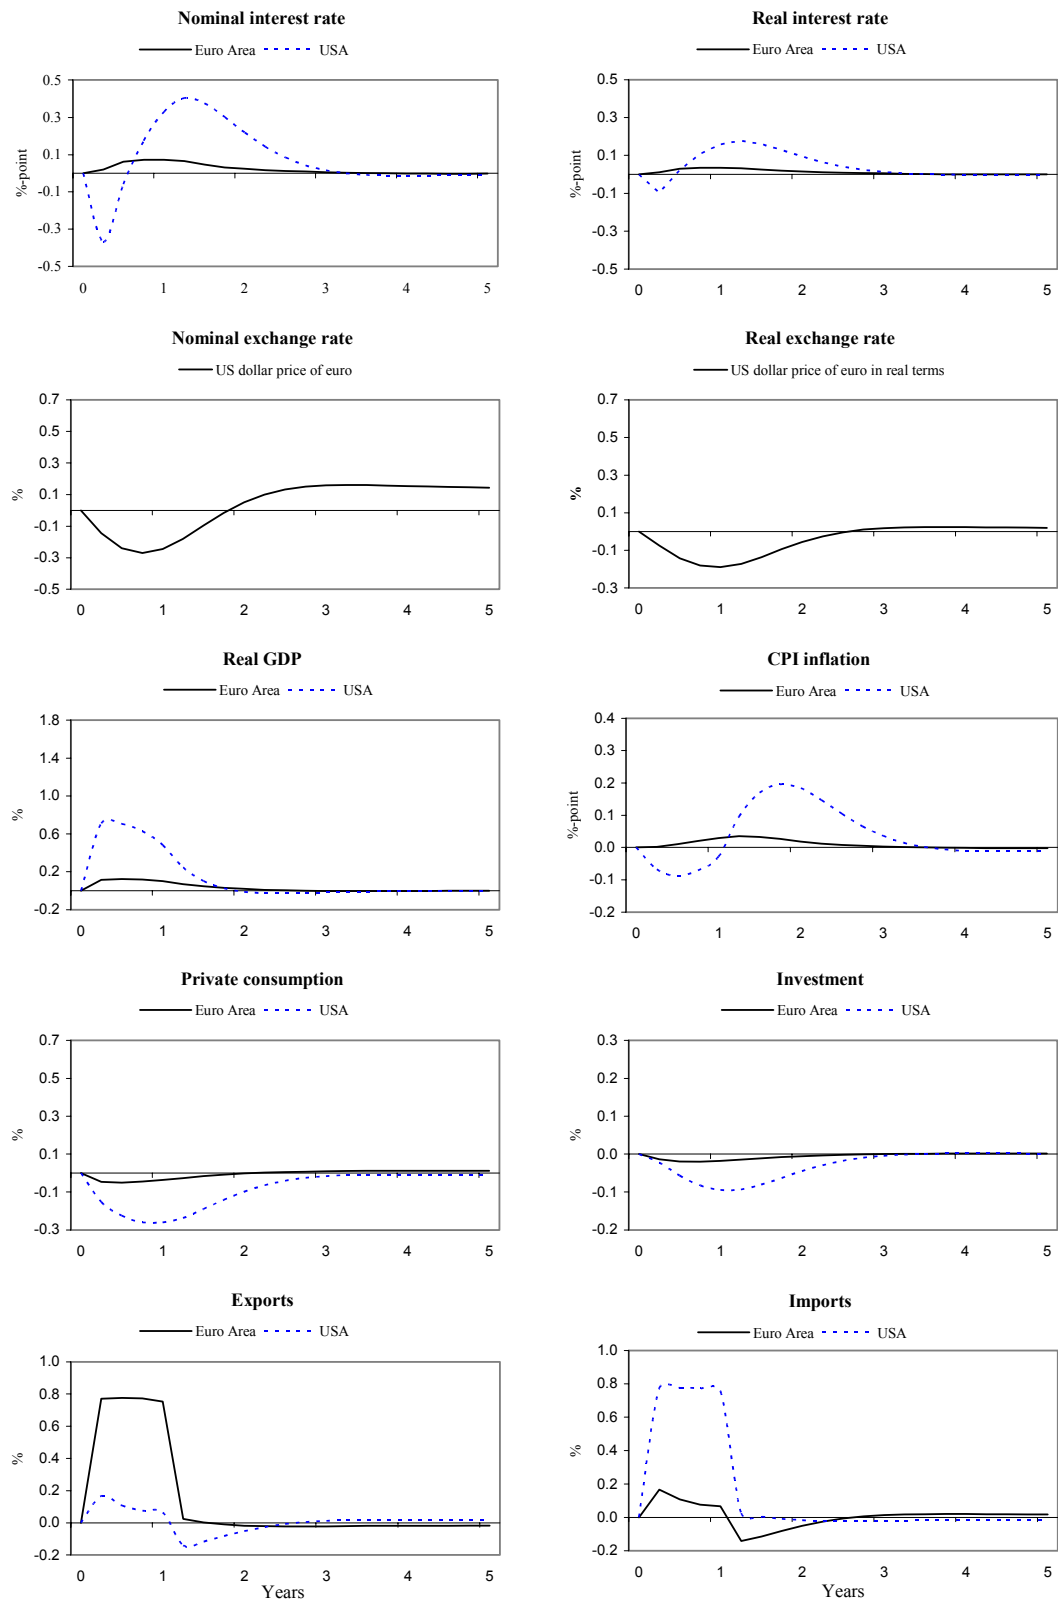 Nominal interest rate
Euro Area USA
%-point
0.5
0.3
0.1
-0.1
-0.3
-0.5
0 1 2 3 4 5
Real interest rate
Euro Area USA
%-point
0.5
0.3
0.1
-0.1
-0.3
-0.5
0 1 2 3 4 5
Nominal exchange rate
US dollar price of euro
%
0.7
0.5
0.3
0.1
-0.1
-0.3
-0.5
0 1 2 3 4 5
Real exchange rate
US dollar price of euro in real terms
%
0.7
0.5
0.3
0.1
-0.1
-0.3
0 1 2 3 4 5
Real GDP
Euro Area USA
%
1.8
1.4
1.0
0.6
0.2
-0.2
0 1 2 3 4 5
CPI inflation
Euro Area USA
%-point
0.4
0.3
0.2
0.1
0.0
-0.1
-0.2
0 1 2 3 4 5
Private consumption
Euro Area USA
%
0.7
0.5
0.3
0.1
-0.1
-0.3
0 1 2 3 4 5
Investment
Euro Area USA
%
0.3
0.2
0.1
0.0
-0.1
-0.2
0 1 2 3 4 5
Exports
Euro Area USA
%
1.0
0.8
0.6
0.4
0.2
0.0
-0.2
0 1 2 3 4 5
Years
Imports
Euro Area USA
%
1.0
0.8
0.6
0.4
0.2
0.0
-0.2
0 1 2 3 4 5
Years